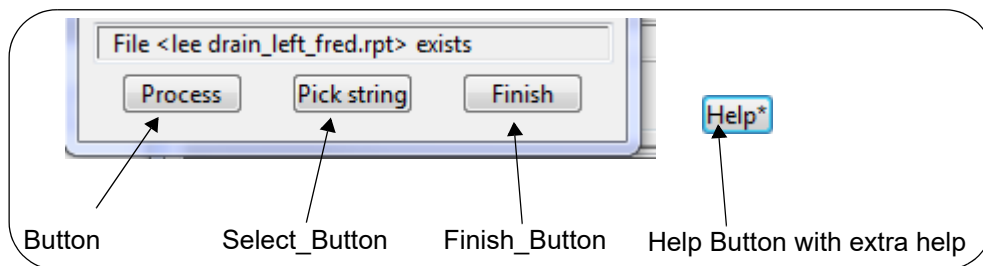 File <lee drain_left_fred.rpt> exists
Process Pick string Finish
Help*
Button Select_Button Finish_Button Help Button with extra help